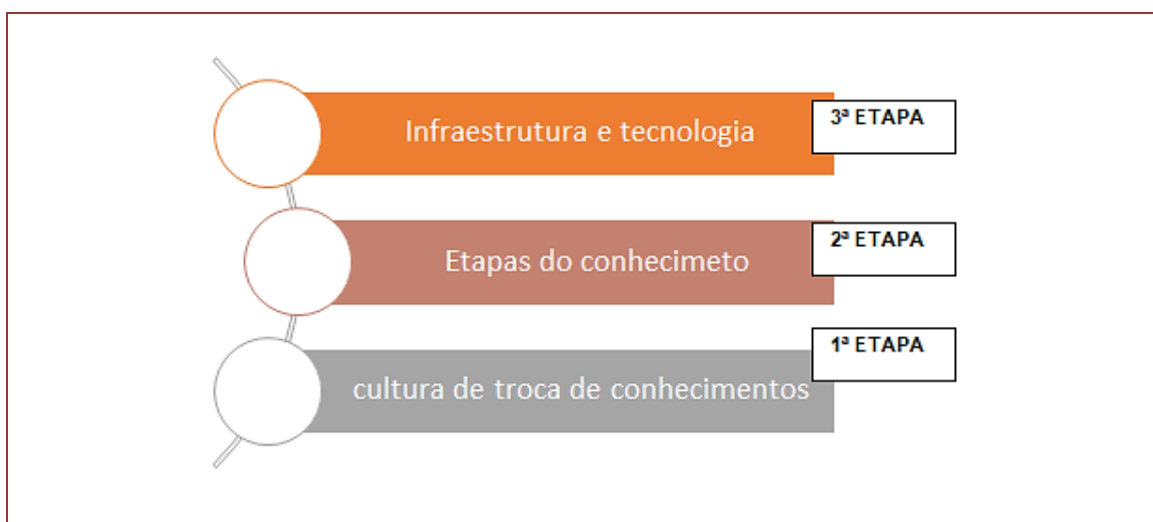 Infraestrutura e tecnologia
3ª ETAPA
Etapas do conhecimeto
2ª ETAPA
cultura de troca de conhecimentos
1ª ETAPA